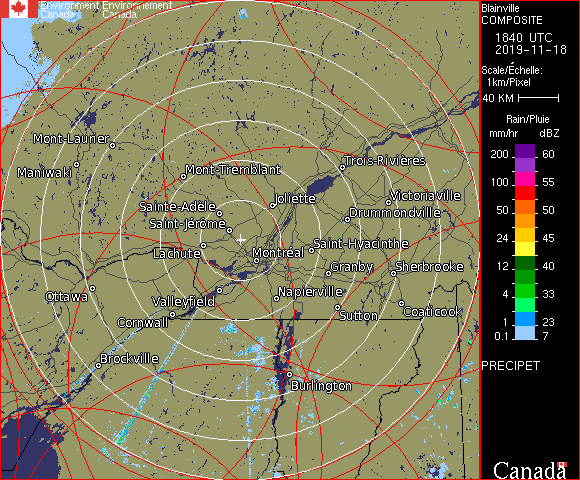 Environment Environnement
Canada Canada
Blainville
COMPOSITE
1840 UTC
2019-11-18
Scale/Échelle:
1km/Pixel
40 KM
Rain/Pluie
mm/hr dBZ
200 60
100 55
50 50
24 45
12 40
4 33
1 23
0.1 7
PRECIPET
Mont-Laurier
Maniwaki
Mont-Tremblant
Trois-Rivières
Joliette
Victoriaville
Sainte-Adèle
Drummondville
Saint-Jérôme
Saint-Hyacinthe
Lachute
Montréal
Granby
Sherbrooke
Ottawa
Valleyfield
Napierville
Coaticook
Cornwall
Sutton
Brockville
Burlington
Canada